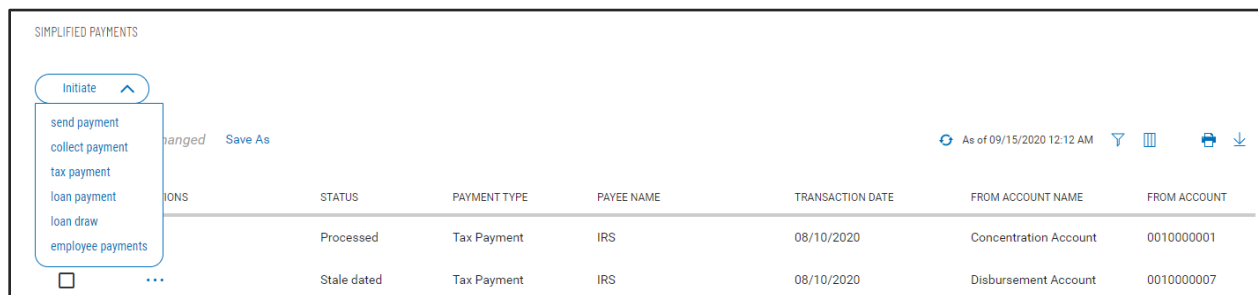 SIMPLIFIED PAYMENTS
Initiate
send payment
collect payment
tax payment
loan payment
loan draw
employee payments
hanged Save As As of 09/15/2020 12:12 AM
IONS STATUS PAYMENT TYPE PAYEE NAME TRANSACTION DATE FROM ACCOUNT NAME FROM ACCOUNT
Processed Tax Payment IRS 08/10/2020 Concentration Account 0010000001
... Stale dated Tax Payment IRS 08/10/2020 Disbursement Account 0010000007